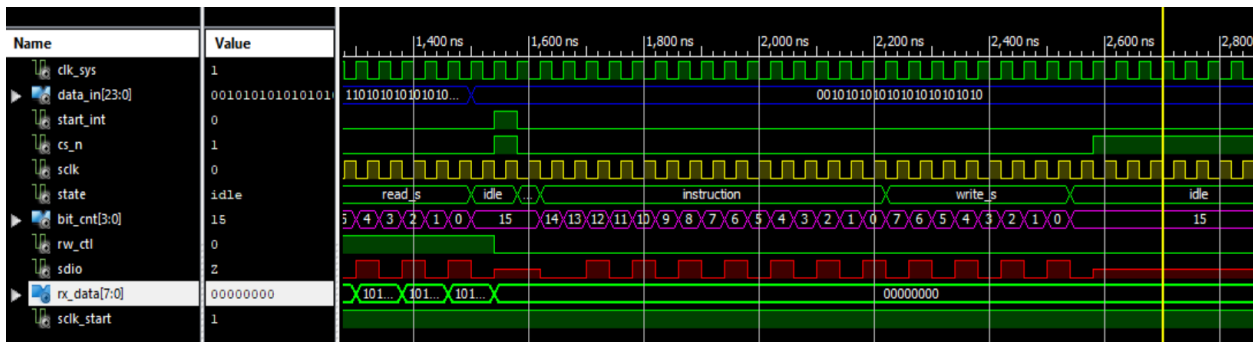 Name Value 1,400 ns 1,600 ns 1,800 ns 2,000 ns 2,200 ns 2,400 ns 2,600 ns 2,800
clk_sys 1
data_in[23:0] 0010101010101010 110101010101010... 001010101010101010101010
start_int 0
cs_n 1
sclk 0
state idle read_s idle ... instruction write_s idle
bit_cnt[3:0] 15 5 4 3 2 1 0 15 14 13 12 11 10 9 8 7 6 5 4 3 2 1 0 7 6 5 4 3 2 1 0 15
rw_ctl 0
sdio Z
rx_data[7:0] 00000000 101... 101... 101... 00000000
sclk_start 1